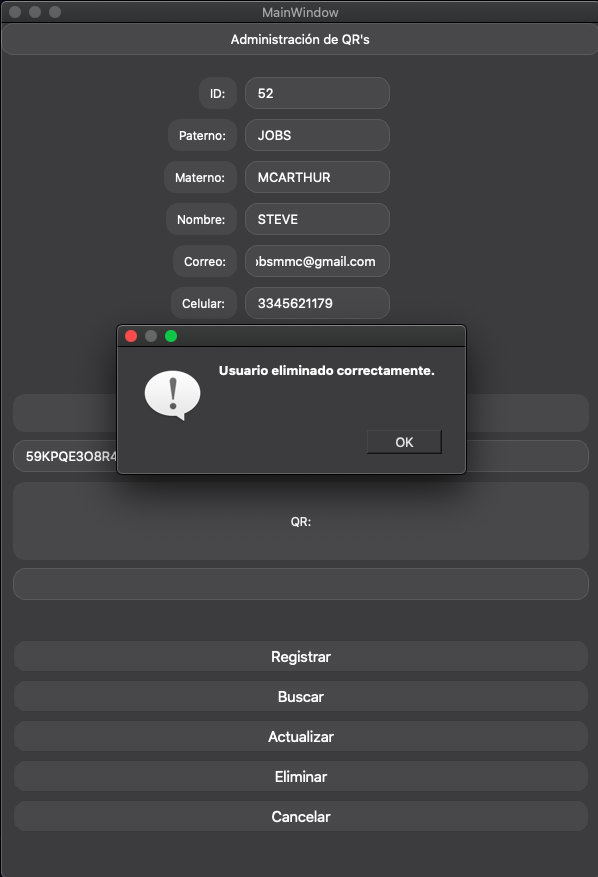 MainWindow
Administración de QR's
ID: 52
Paterno: JOBS
Materno: MCARTHUR
Nombre: STEVE
Correo: obsmmc@gmail.com
Celular: 3345621179
Usuario eliminado correctamente.
OK
59KPQE3O8R4
QR:
Registrar
Buscar
Actualizar
Eliminar
Cancelar